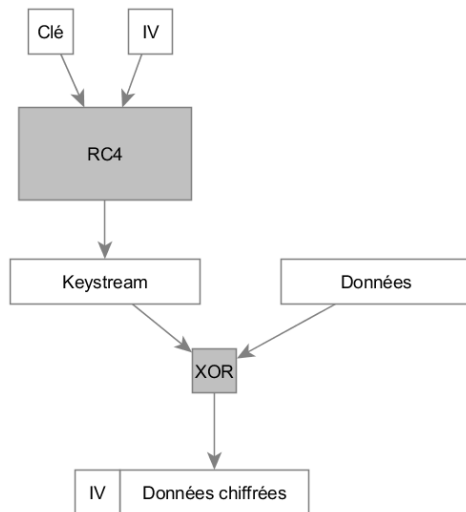 Clé
IV
RC4
Keystream
Données
XOR
IV
Données chiffrées